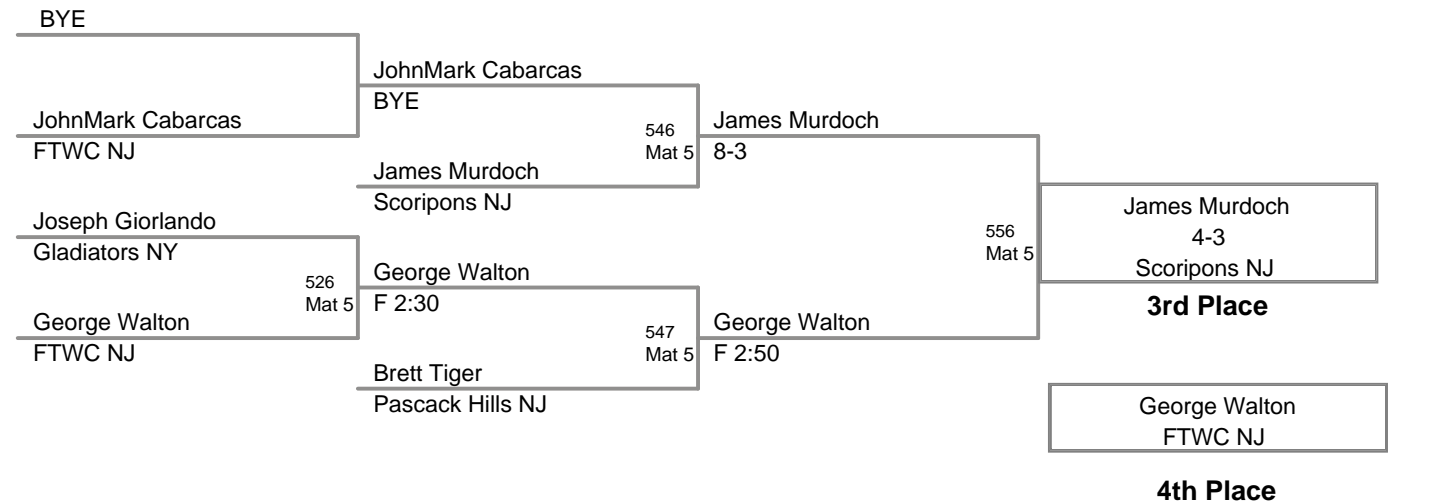 BYE
JohnMark Cabarcas
BYE
JohnMark Cabarcas
FTWC NJ
546
Mat 5
James Murdoch
8-3
James Murdoch
Scoripons NJ
Joseph Giorlando
Gladiators NY
556
Mat 5
James Murdoch
4-3
Scoripons NJ
3rd Place
526
Mat 5
George Walton
F 2:30
George Walton
FTWC NJ
547
Mat 5
George Walton
F 2:50
Brett Tiger
Pascack Hills NJ
George Walton
FTWC NJ
4th Place